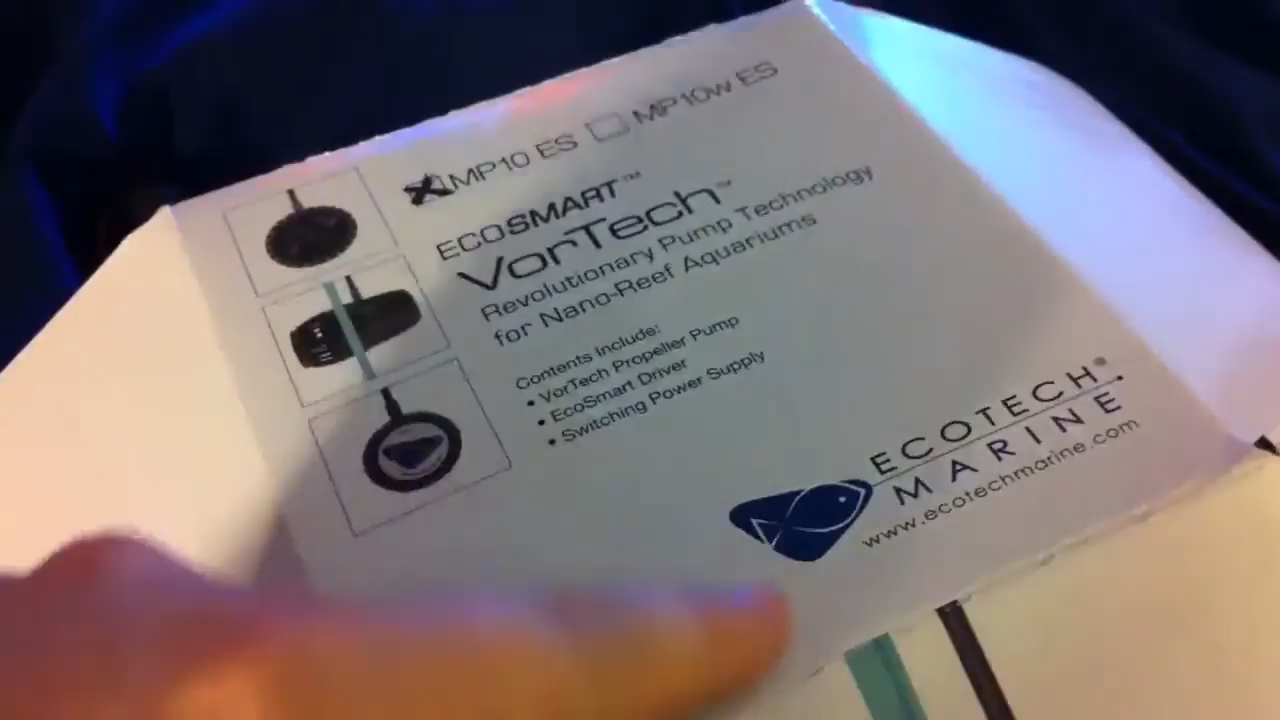 MP10 ES MP10w ES
ECOSMART™
VorTech™
Revolutionary Pump Technology
for Nano-Reef Aquariums
Contents include:
• VorTech Propeller Pump
• EcoSmart Driver
• Switching Power Supply
ECOTECH®
MARINE
www.ecotechmarine.com